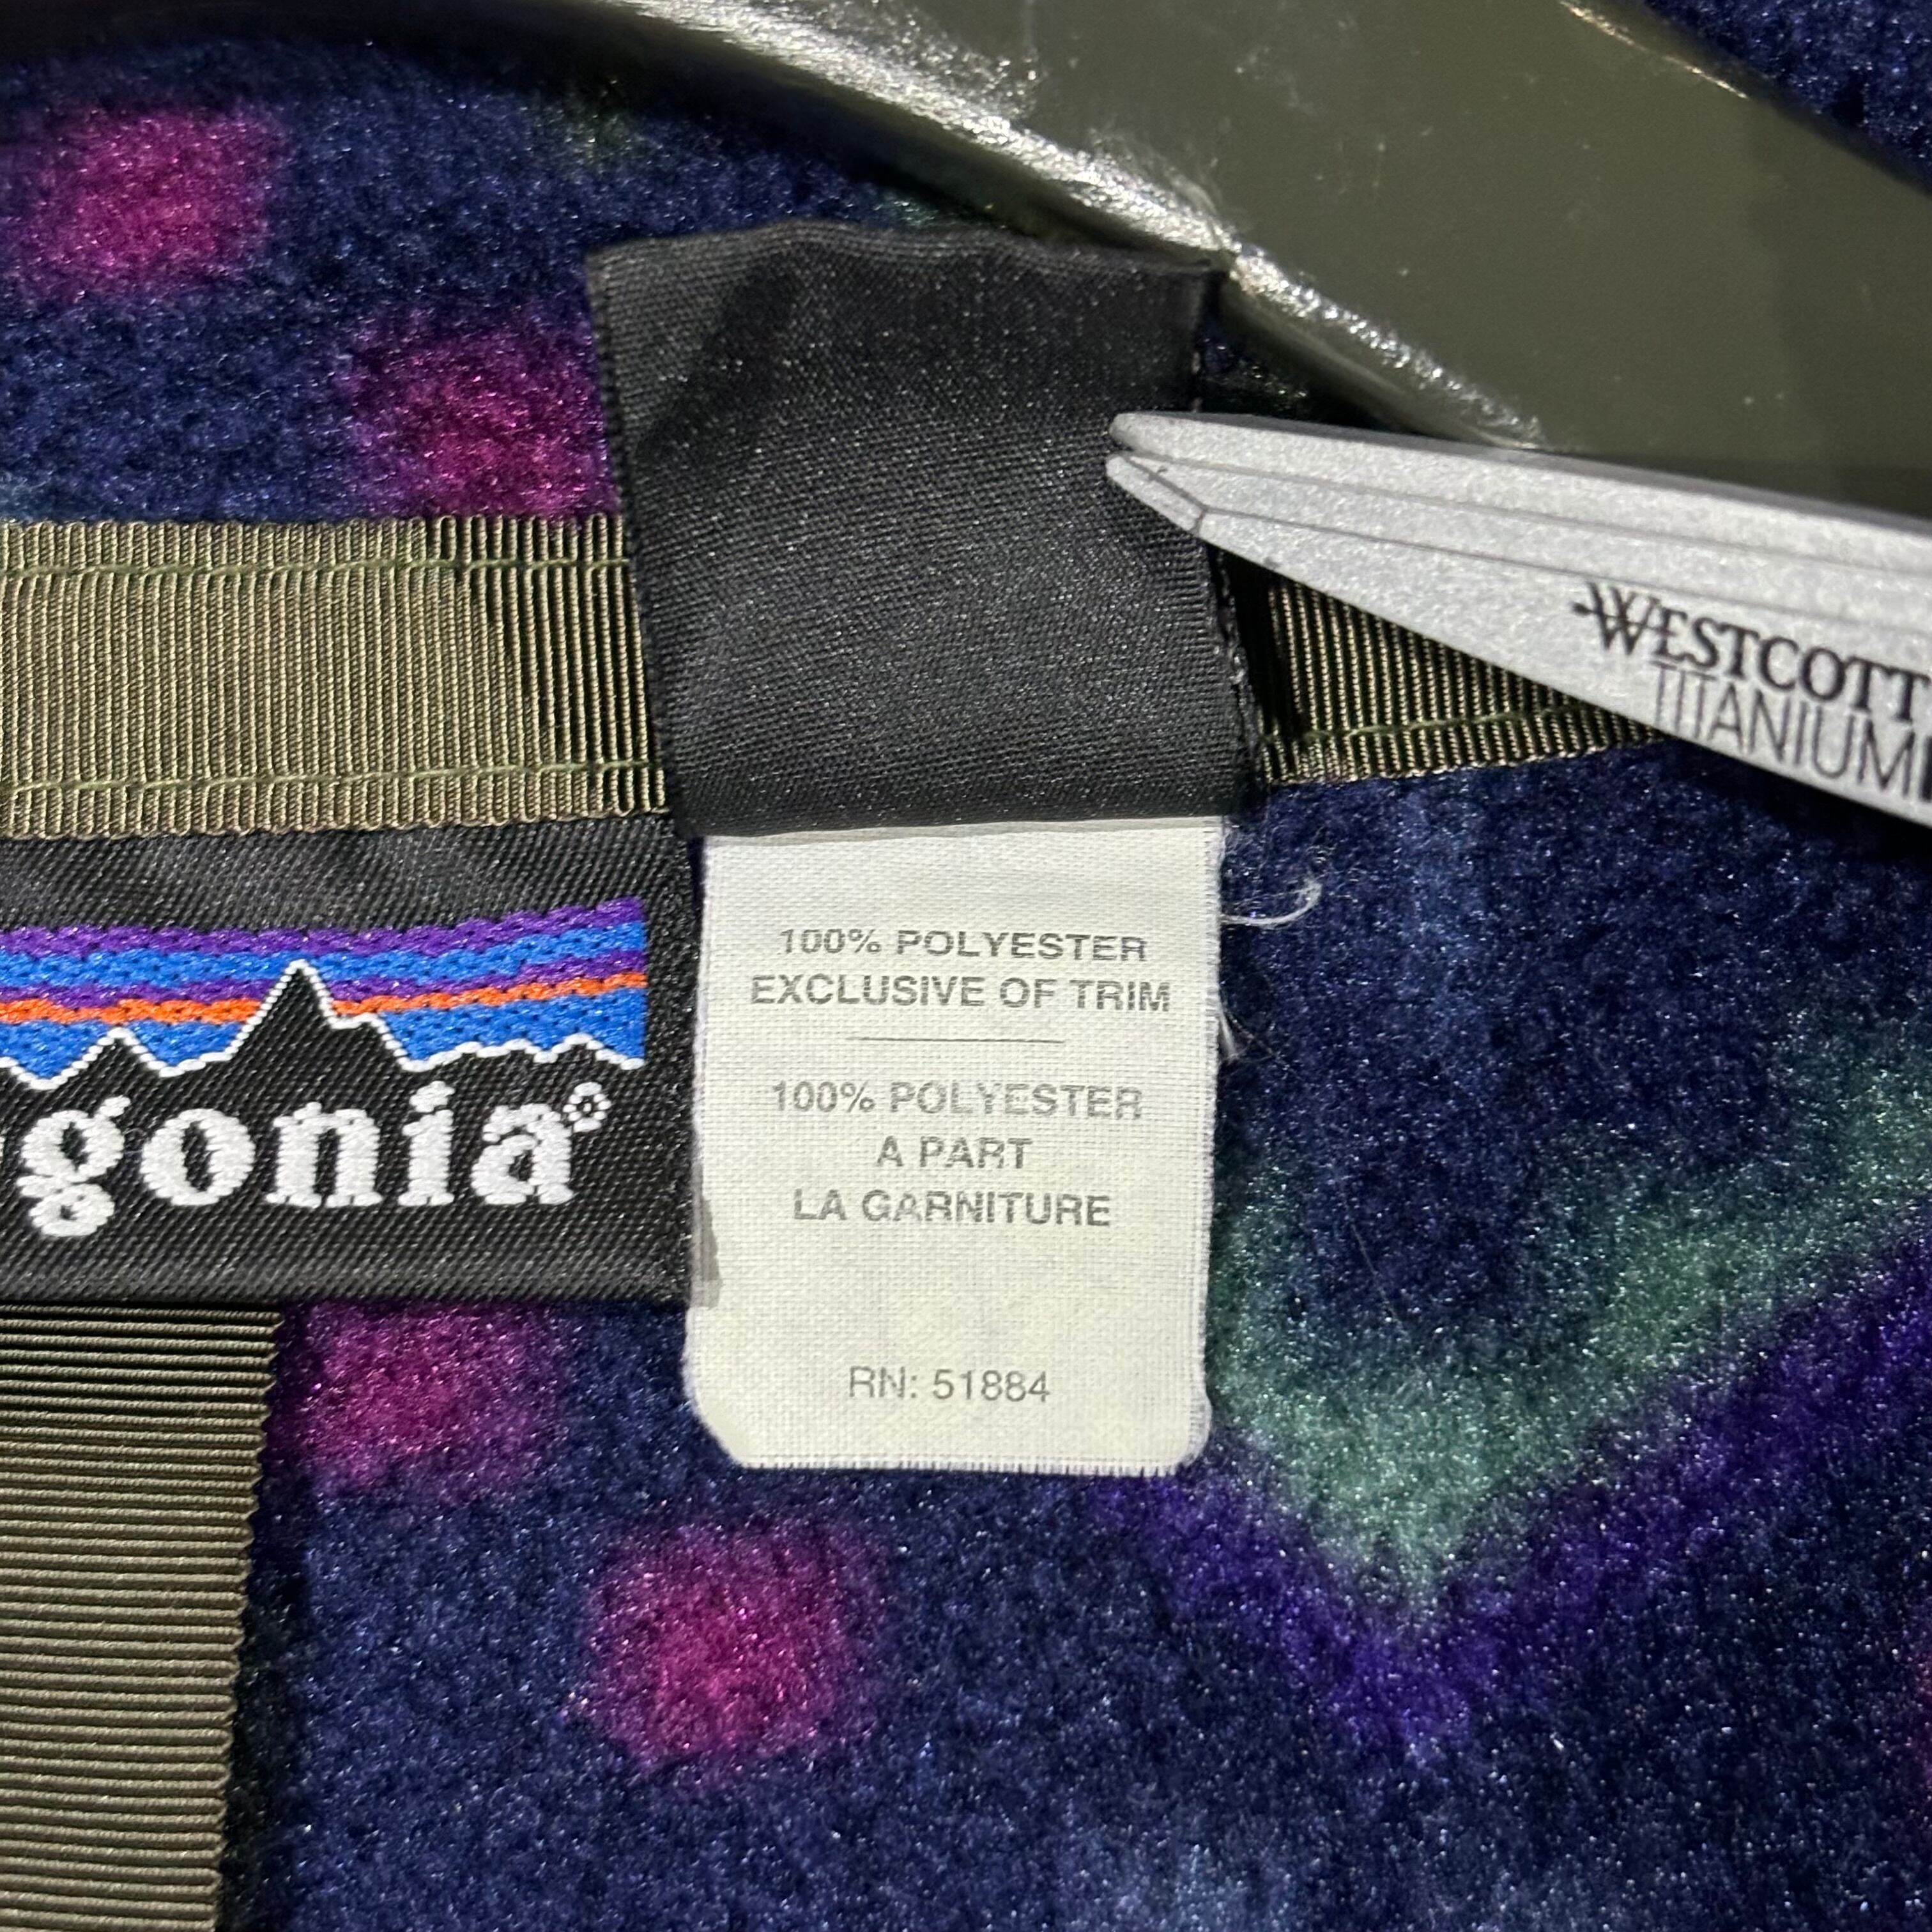 WESTCOTT
TITANIUM
gonia®
100% POLYESTER
EXCLUSIVE OF TRIM
100% POLYESTER
A PART
LA GARNITURE
RN: 51884